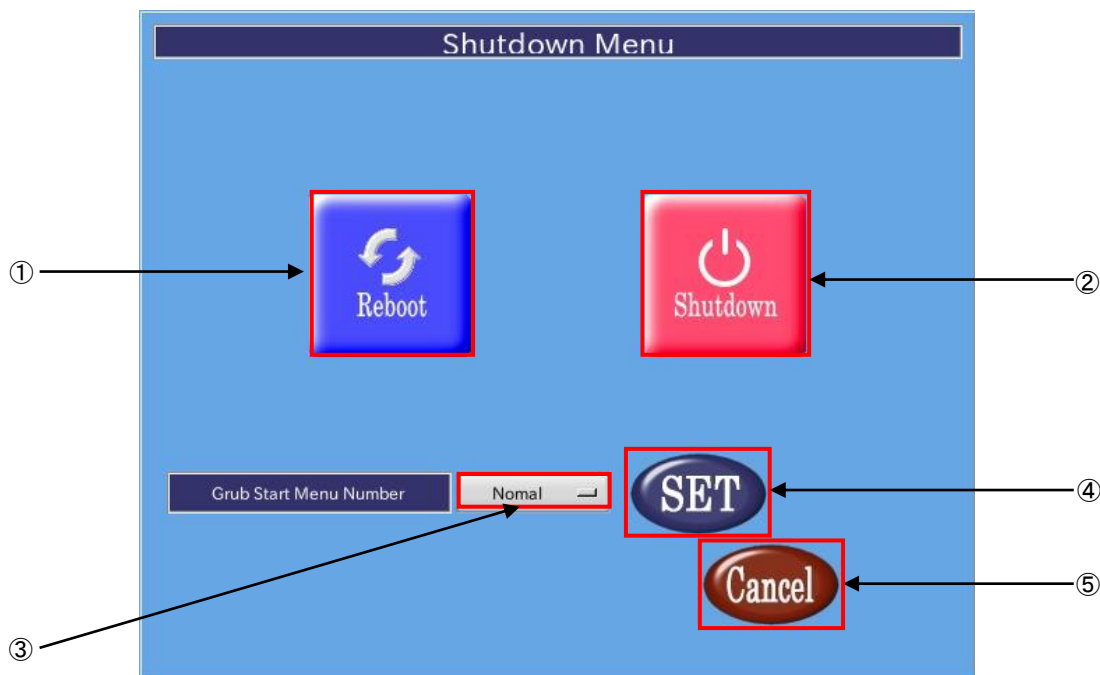 Shutdown Menu
①
Reboot
Shutdown
②
Grub Start Menu Number
Nomal
SET
④
Cancel
⑤
③